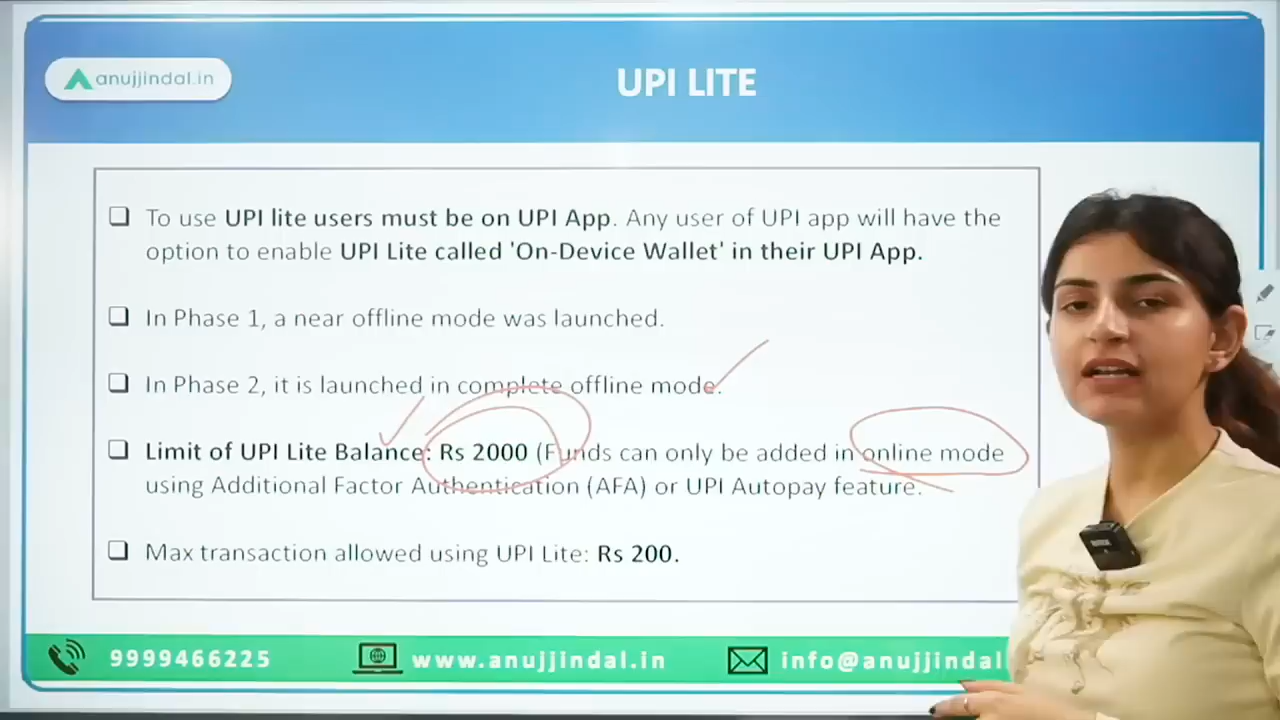 anujjindal.in
UPI LITE
To use UPI lite users must be on UPI App. Any user of UPI app will have the
option to enable UPI Lite called 'On-Device Wallet' in their UPI App.
In Phase 1, a near offline mode was launched.
In Phase 2, it is launched in complete offline mode.
Limit of UPI Lite Balance: Rs 2000 (Funds can only be added in online mode
using Additional Factor Authentication (AFA) or UPI Autopay feature.
Max transaction allowed using UPI Lite: Rs 200.
9999466225
www.anujjindal.in
info@anujjindal